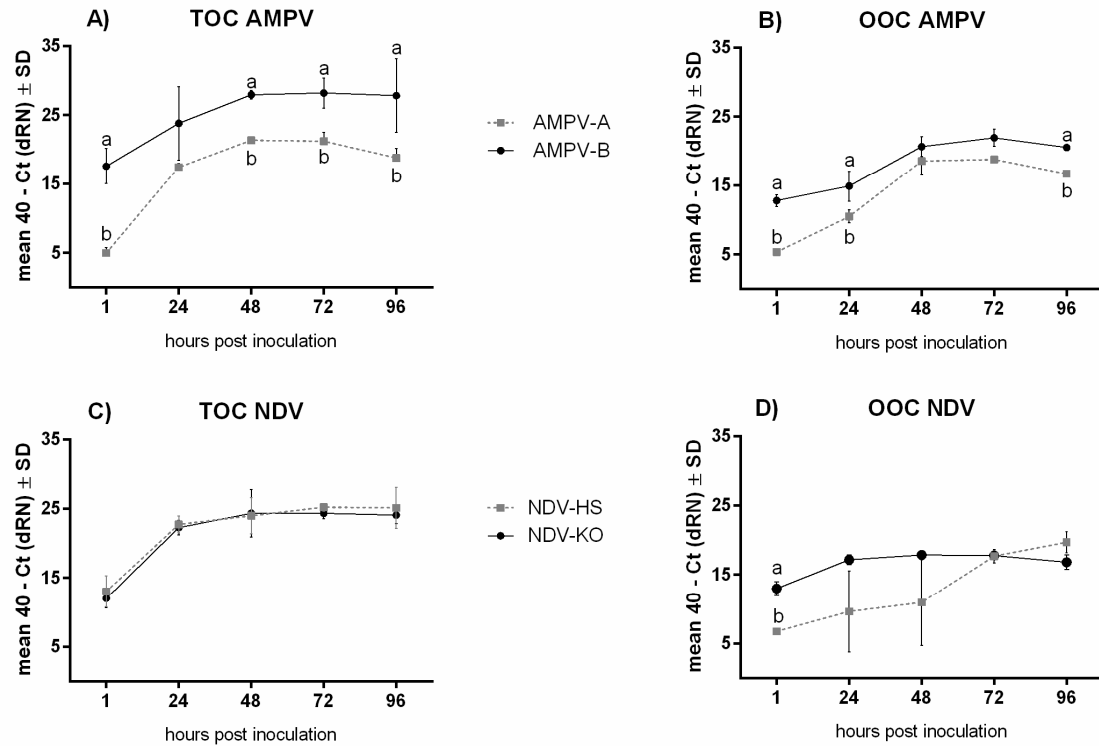 A) TOC AMPV
mean 40 - Ct (dRN) ± SD
35
25
15
5
a
a
a
a
b
b
b
b
1 24 48 72 96
hours post inoculation
AMPV-A
AMPV-B
B) OOC AMPV
mean 40 - Ct (dRN) ± SD
35
25
15
5
a
a
a
b
b
b
1 24 48 72 96
hours post inoculation
C) TOC NDV
mean 40 - Ct (dRN) ± SD
35
25
15
5
1 24 48 72 96
hours post inoculation
NDV-HS
NDV-KO
D) OOC NDV
mean 40 - Ct (dRN) ± SD
35
25
15
5
a
b
1 24 48 72 96
hours post inoculation